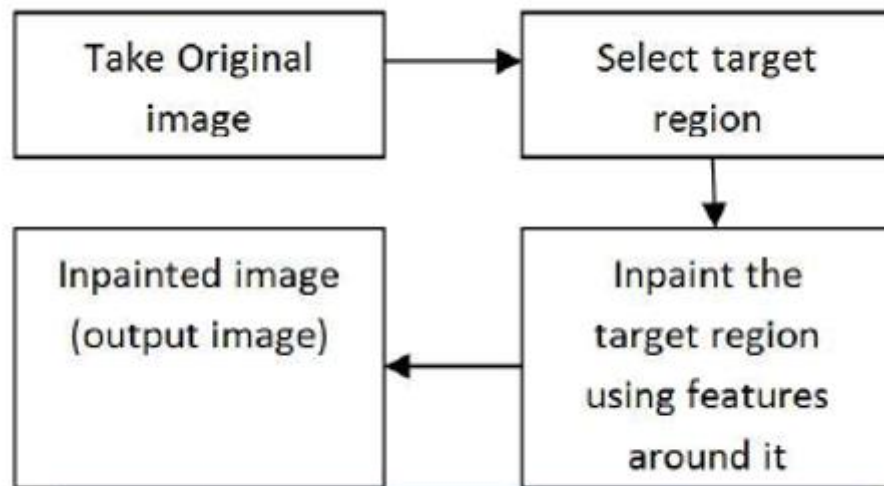 Take Original
image
Select target
region
Inpaint the
target region
using features
around it
Inpainted image
(output image)